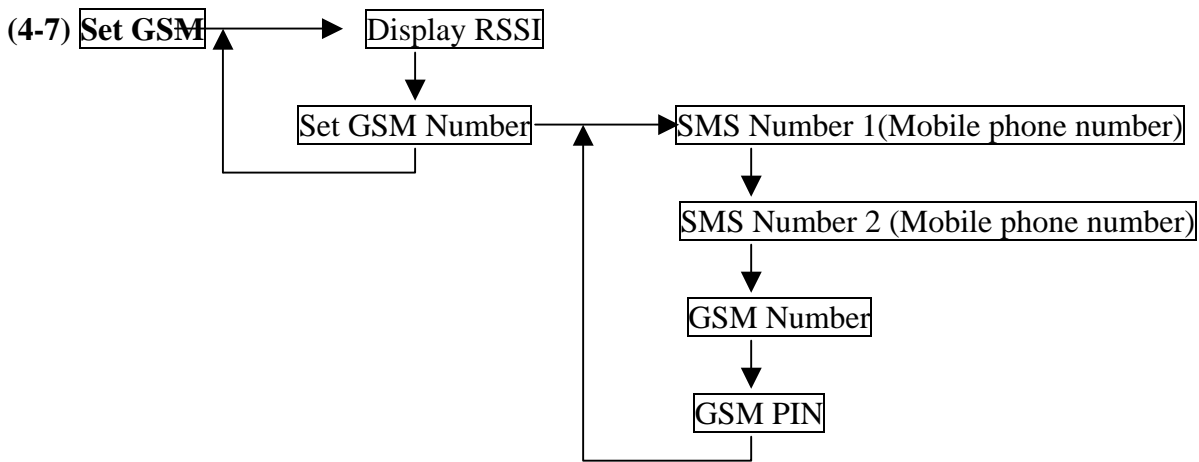 (4-7) Set GSM Display RSSI
Set GSM Number SMS Number 1(Mobile phone number)
SMS Number 2 (Mobile phone number)
GSM Number
GSM PIN